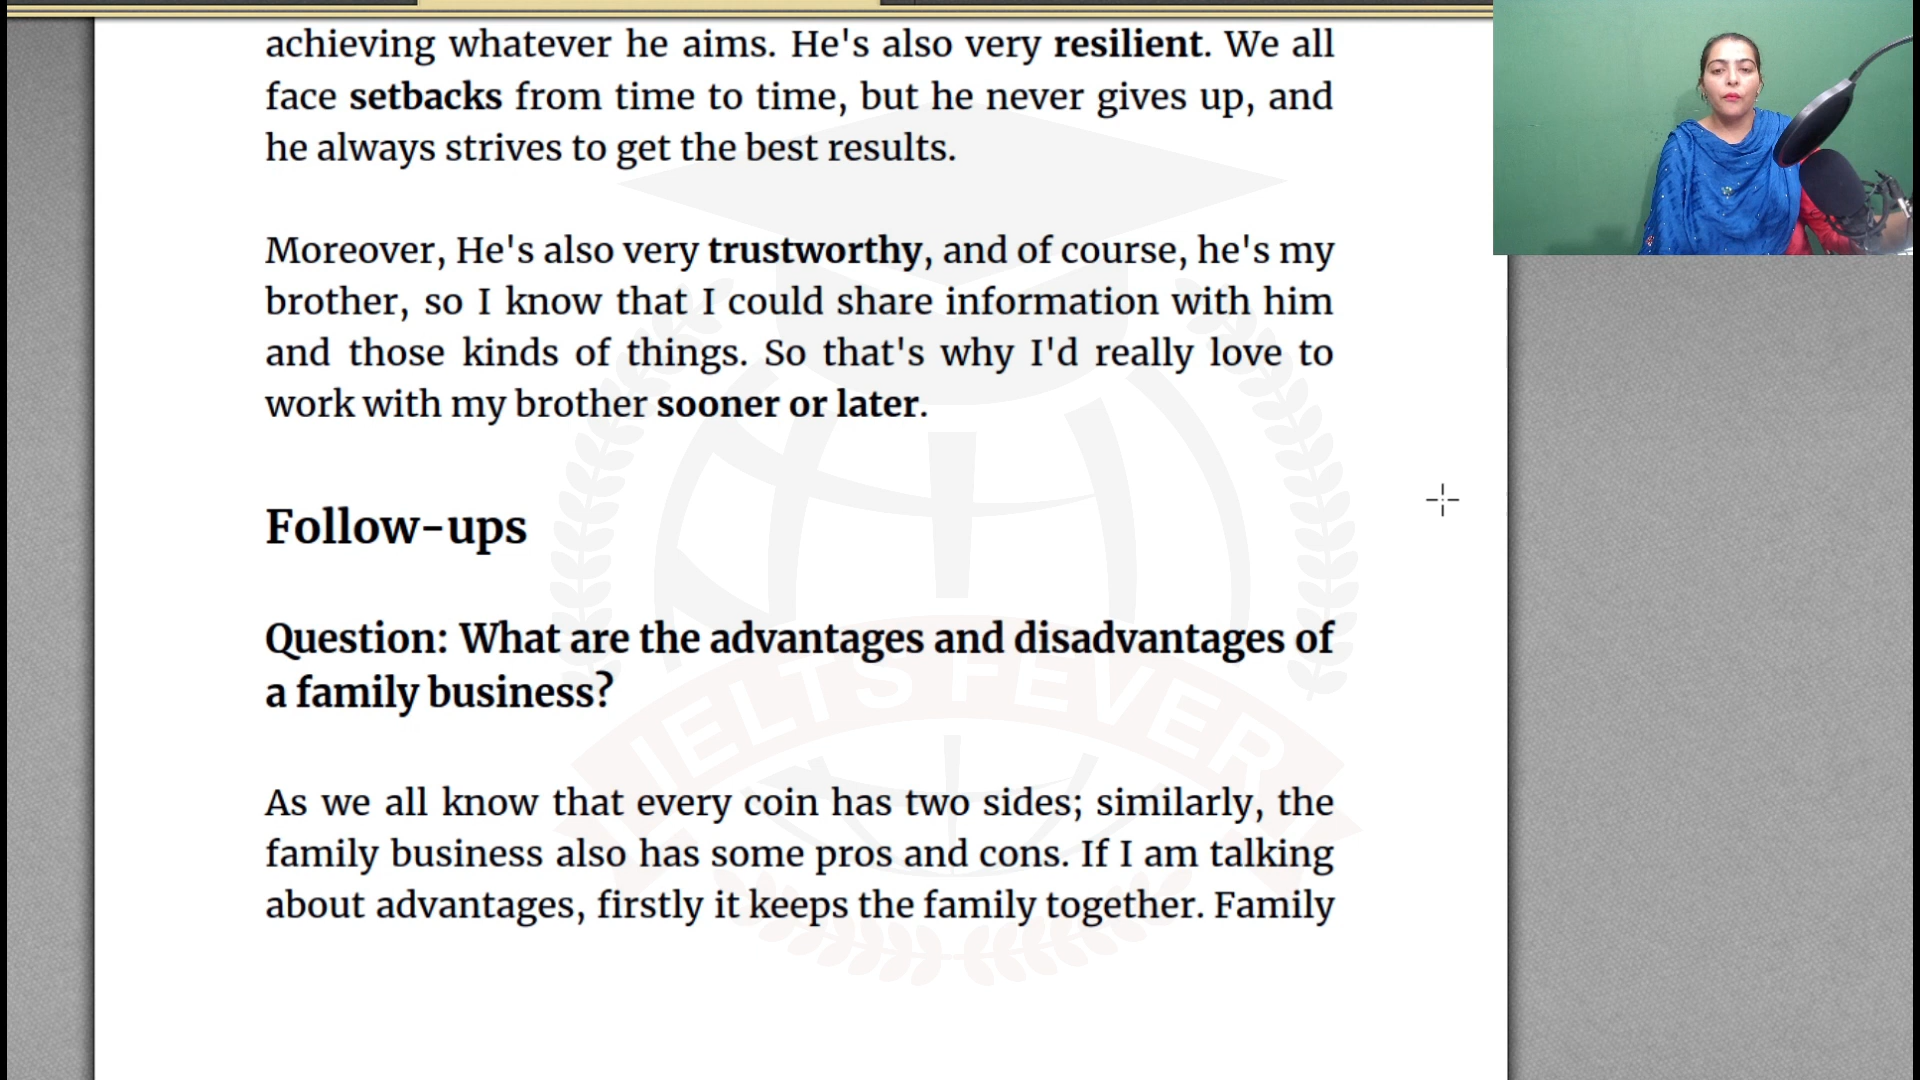 achieving whatever he aims. He's also very resilient. We all
face setbacks from time to time, but he never gives up, and
he always strives to get the best results.
Moreover, He's also very trustworthy, and of course, he's my
brother, so I know that I could share information with him
and those kinds of things. So that's why I'd really love to
work with my brother sooner or later.
Follow-ups
Question: What are the advantages and disadvantages of
a family business?
IELTS FEVER
As we all know that every coin has two sides; similarly, the
family business also has some pros and cons. If I am talking
about advantages, firstly it keeps the family together. Family